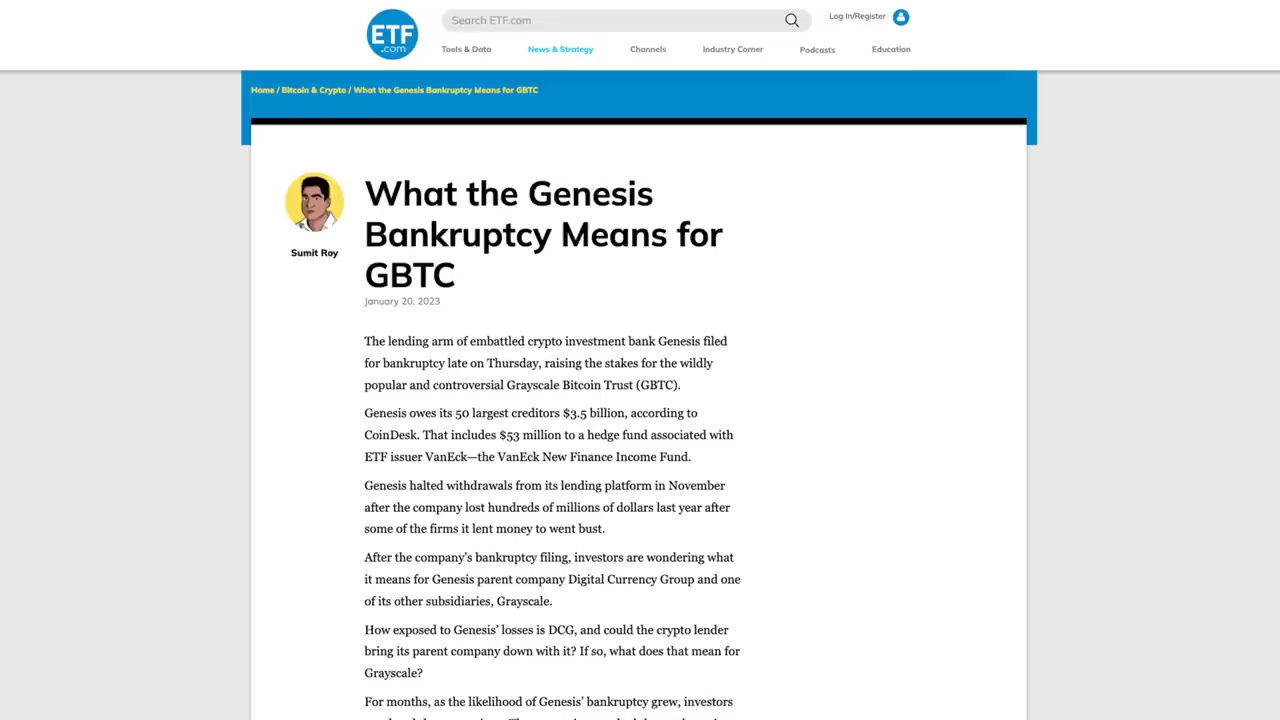 ETF
.com
Search ETF.com
Log In/Register
Tools & Data
News & Strategy
Channels
Industry Corner
Podcasts
Education
Home / Bitcoin & Crypto / What the Genesis Bankruptcy Means for GBTC
Sumit Roy
What the Genesis
Bankruptcy Means for
GBTC
January 20, 2023
The lending arm of embattled crypto investment bank Genesis filed
for bankruptcy late on Thursday, raising the stakes for the wildly
popular and controversial Grayscale Bitcoin Trust (GBTC).
Genesis owes its 50 largest creditors $3.5 billion, according to
CoinDesk. That includes $53 million to a hedge fund associated with
ETF issuer VanEck—the VanEck New Finance Income Fund.
Genesis halted withdrawals from its lending platform in November
after the company lost hundreds of millions of dollars last year after
some of the firms it lent money to went bust.
After the company's bankruptcy filing, investors are wondering what
it means for Genesis parent company Digital Currency Group and one
of its other subsidiaries, Grayscale.
How exposed to Genesis' losses is DCG, and could the crypto lender
bring its parent company down with it? If so, what does that mean for
Grayscale?
For months, as the likelihood of Genesis' bankruptcy grew, investors